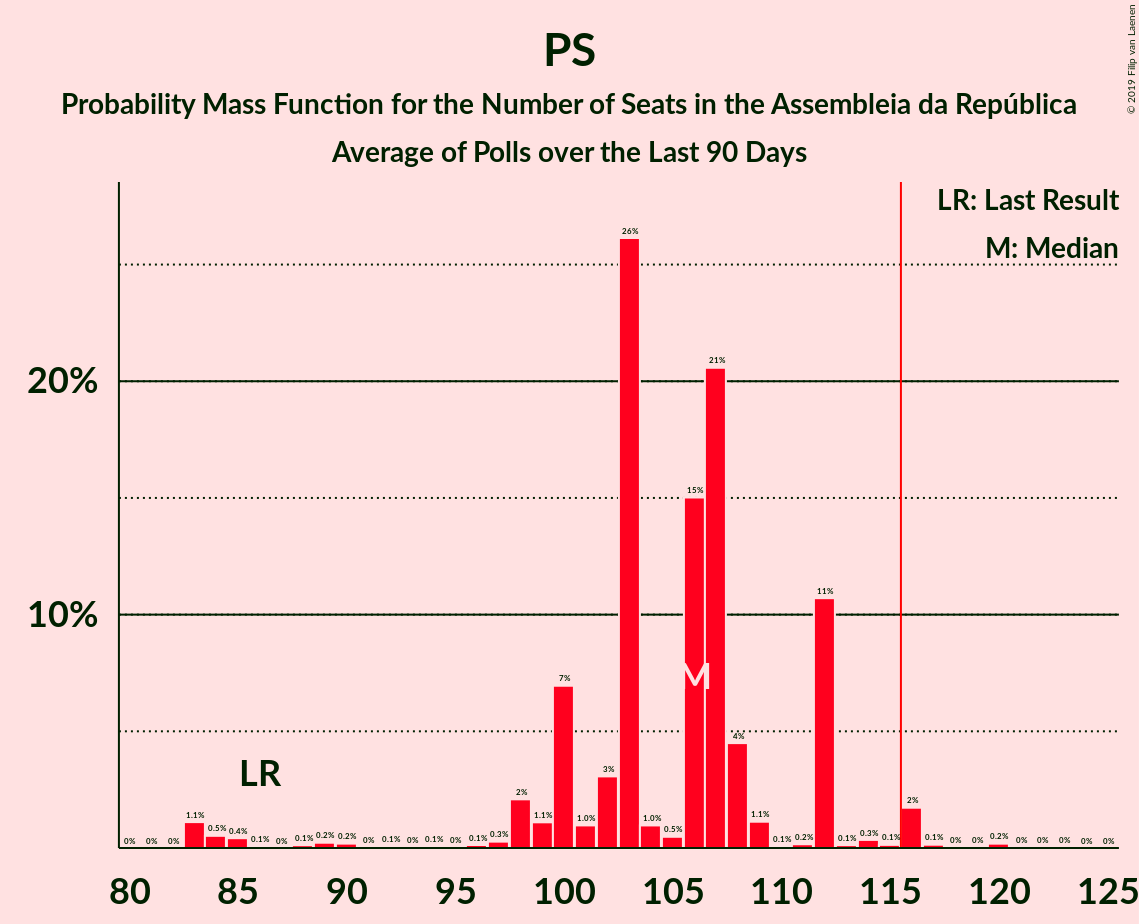 PS
Probability Mass Function for the Number of Seats in the Assembleia da República
Average of Polls over the Last 90 Days
© 2019 Filip van Laenen
LR: Last Result
M: Median
20%
10%
0% 0% 0% 1.1% 0.5% 0.4% 0.1% 0% 0.1% 0.2% 0.2% 0% 0.1% 0% 0.1% 0% 0.1% 0.3% 2% 1.1% 7% 1.0% 3% 26% 1.0% 0.5% 15% 21% 4% 1.1% 0.1% 0.2% 11% 0.1% 0.3% 0.1% 2% 0.1% 0% 0% 0.2% 0% 0% 0% 0% 0%
LR
M
80 85 90 95 100 105 110 115 120 125